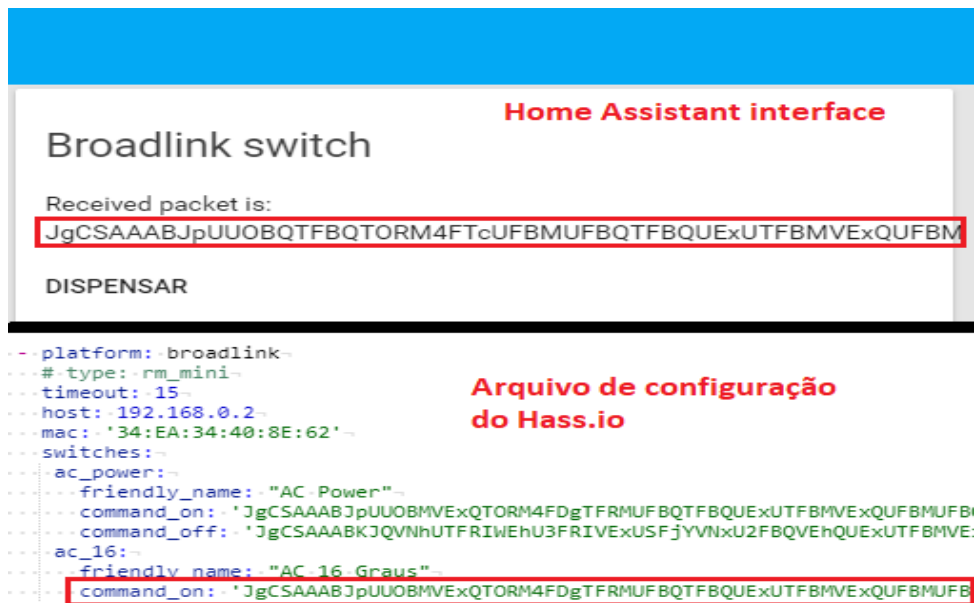 Home Assistant interface
Broadlink switch
Received packet is:
JgCSAAABJpUUOBQTFBQTORM4FTcUFBMUFBQTFBQUExUTFBMVExQUFBM
DISPENSAR
- platform: broadlink
# type: rm_mini
Arquivo de configuração
timeout: 15
host: 192.168.0.2
do Hass.io
mac: '34:EA:34:40:8E:62'
switches:
ac_power:
friendly_name: "AC Power"
command_on: 'JgCSAAABJpUUOBMVExQTORM4FDgTFRMUFBQTFBQUExUTFBMVExQUFBMUFB
command_off: 'JgCSAAABKJQVNhUTFRIWEhU3FRIVExUSFjYVNxU2FBQVEhQUExUTFBMVE
ac_16:
friendly_name: "AC 16 Graus"
command_on: 'JgCSAAABJpUUOBMVExQTORM4FDgTFRMUFBQTFBQUExUTFBMVExQUFBMUFB